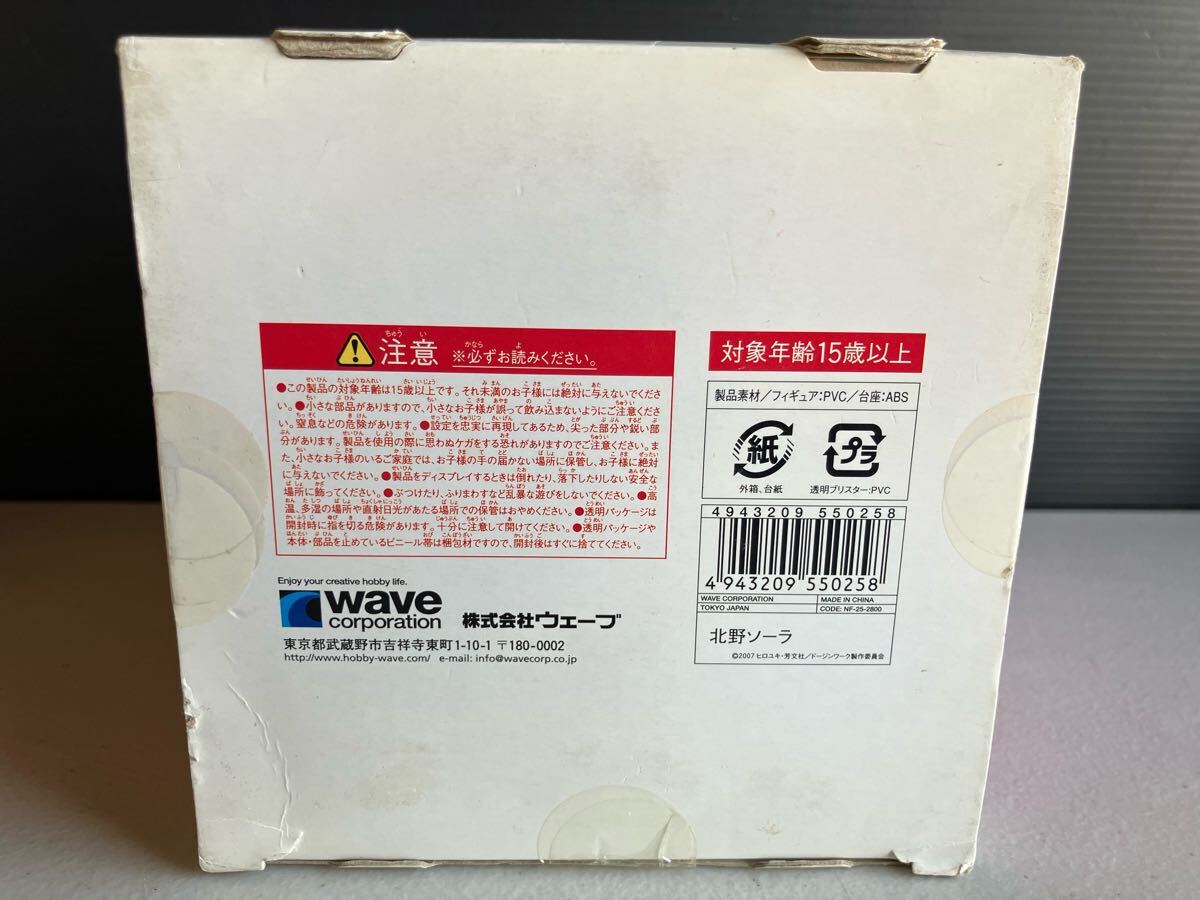 注意 ※必ずお読みください。
●この製品の対象年齢は15歳以上です。それ未満のお子様には絶対に与えないでくださ
い。●小さな部品がありますので、小さなお子様が誤って飲み込まないようにご注意くださ
い。窒息などの危険があります。●設定を忠実に再現してあるため、尖った部分や鋭い部
分があります。製品を使用の際に思わぬケガをする恐れがありますのでご注意ください。ま
た、小さなお子様のいるご家庭では、お子様の手の届かない場所に保管し、お子様に絶対
に与えないでください。●製品をディスプレイするときは倒れたり、落下したりしない安全な
場所に飾ってください。●ぶつけたり、ふりまわすなど乱暴な遊びをしないでください。●高
温、多湿の場所や直射日光があたる場所での保管はおやめください。●透明パッケージは
開封時に指を切る危険があります。十分に注意して開けてください。●透明パッケージや
本体・部品を止めているビニール帯は梱包材ですので、開封後はすぐに捨ててください。
Enjoy your creative hobby life.
wave
corporation 株式会社ウェーブ
東京都武蔵野市吉祥寺東町1-10-1 〒180-0002
http://www.hobby-wave.com/ e-mail: info@wavecorp.co.jp
対象年齢15歳以上
製品素材/フィギュア:PVC/台座:ABS
紙 プラ
外箱、台紙 透明ブリスター:PVC
4943209 550258
4 943209 550258
WAVE CORPORATION MADE IN CHINA
TOKYO JAPAN CODE: NF-25-2800
北野ソーラ
©2007 ヒロユキ・芳文社/ドージンワーク製作委員会